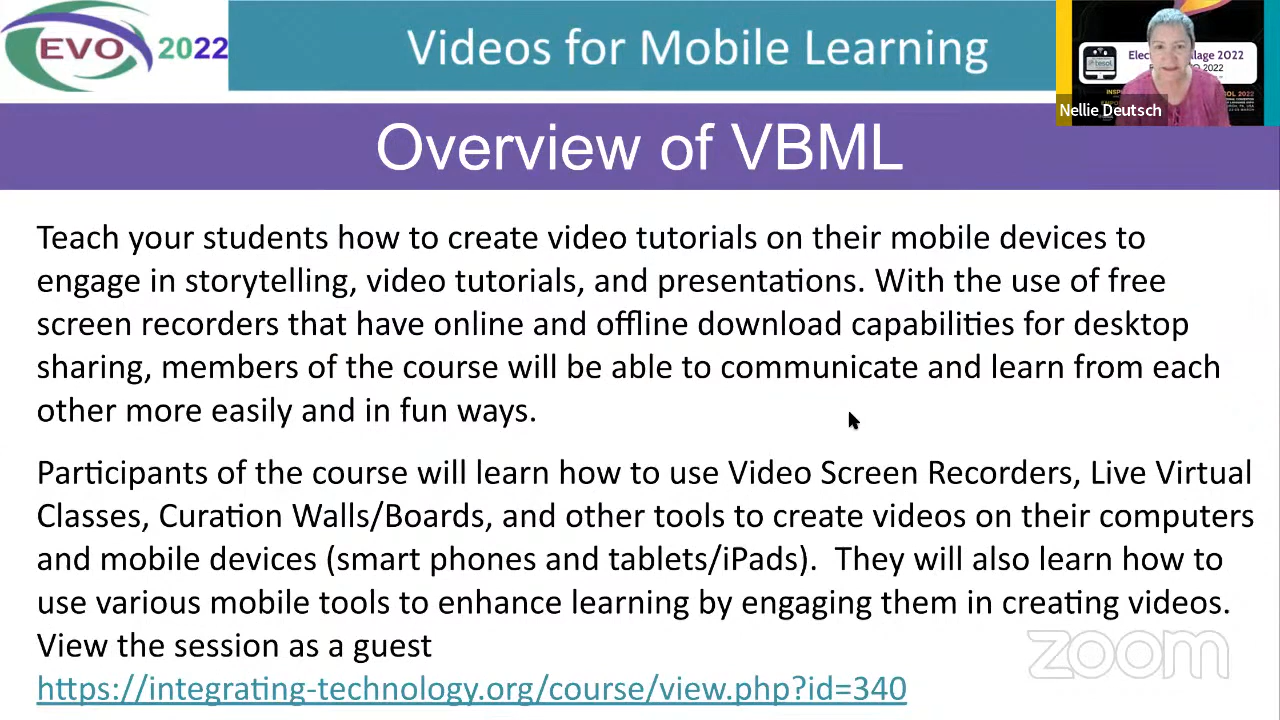 EVO 2022
Videos for Mobile Learning
Nellie Deutsch
Overview of VBML
Teach your students how to create video tutorials on their mobile devices to
engage in storytelling, video tutorials, and presentations. With the use of free
screen recorders that have online and offline download capabilities for desktop
sharing, members of the course will be able to communicate and learn from each
other more easily and in fun ways.
Participants of the course will learn how to use Video Screen Recorders, Live Virtual
Classes, Curation Walls/Boards, and other tools to create videos on their computers
and mobile devices (smart phones and tablets/iPads).  They will also learn how to
use various mobile tools to enhance learning by engaging them in creating videos.
View the session as a guest
https://integrating-technology.org/course/view.php?id=340
zoom